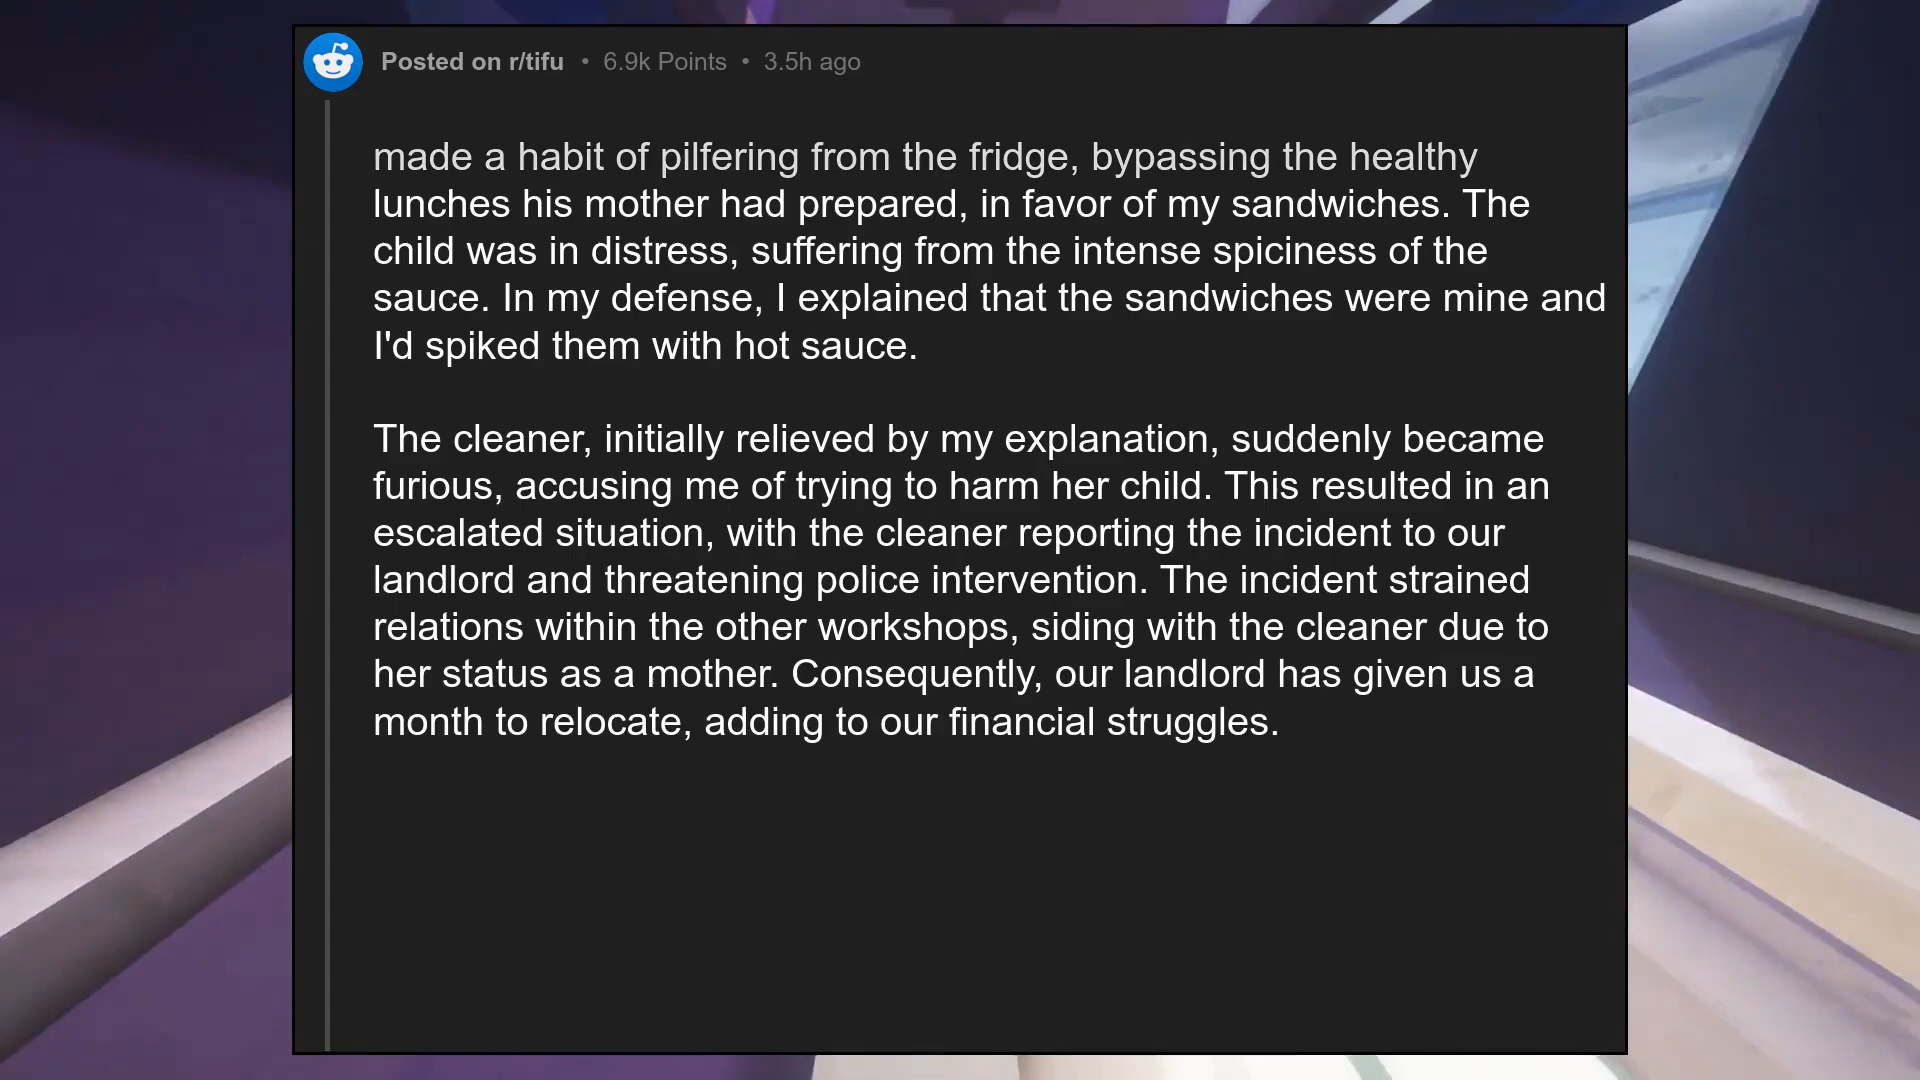 Posted on r/tifu • 6.9k Points • 3.5h ago
made a habit of pilfering from the fridge, bypassing the healthy
lunches his mother had prepared, in favor of my sandwiches. The
child was in distress, suffering from the intense spiciness of the
sauce. In my defense, I explained that the sandwiches were mine and
I'd spiked them with hot sauce.
The cleaner, initially relieved by my explanation, suddenly became
furious, accusing me of trying to harm her child. This resulted in an
escalated situation, with the cleaner reporting the incident to our
landlord and threatening police intervention. The incident strained
relations within the other workshops, siding with the cleaner due to
her status as a mother. Consequently, our landlord has given us a
month to relocate, adding to our financial struggles.